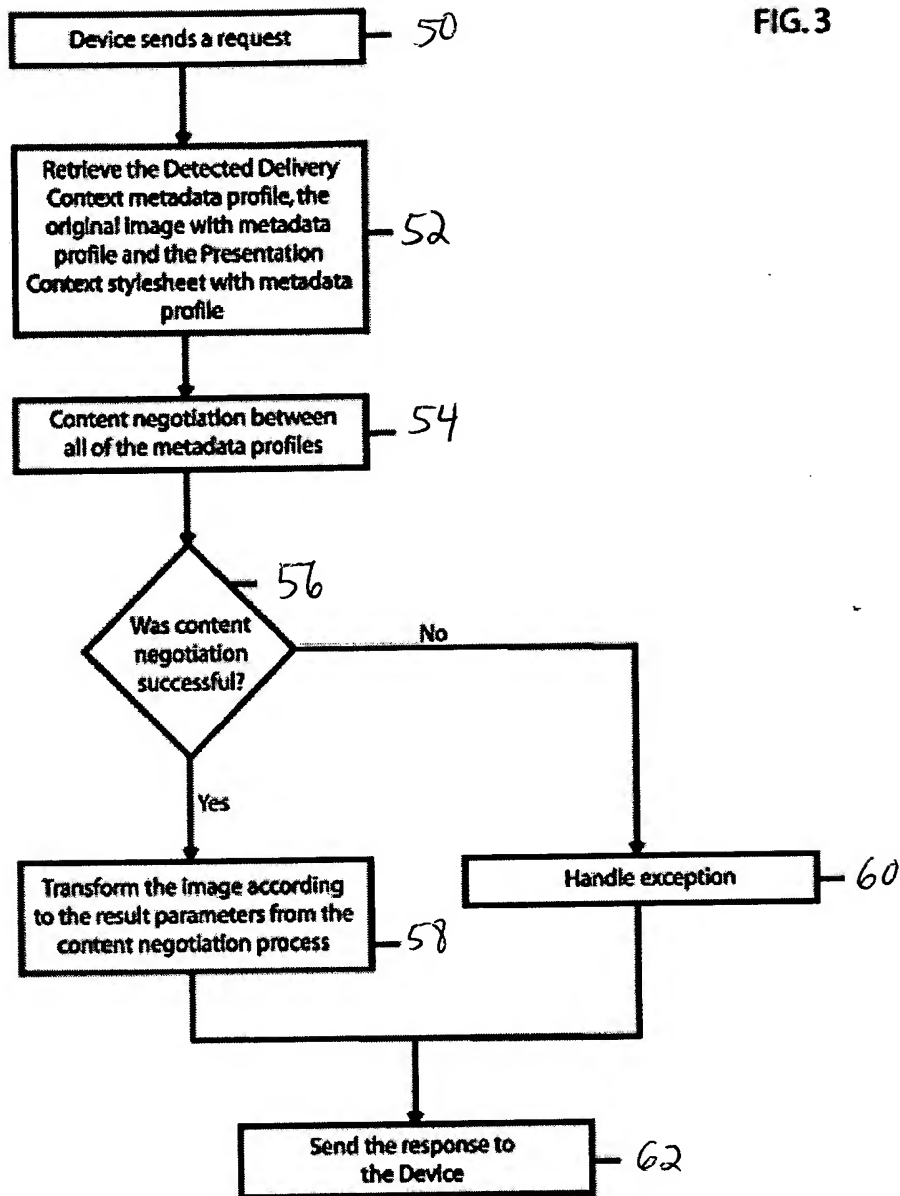 FIG. 3
Device sends a request
50
Retrieve the Detected Delivery
Context metadata profile, the
original image with metadata
profile and the Presentation
Context stylesheet with metadata
profile
52
Content negotiation between
all of the metadata profiles
54
56
Was content
negotiation
successful?
No
Yes
Transform the image according
to the result parameters from the
content negotiation process
58
Handle exception
60
Send the response to
the Device
62